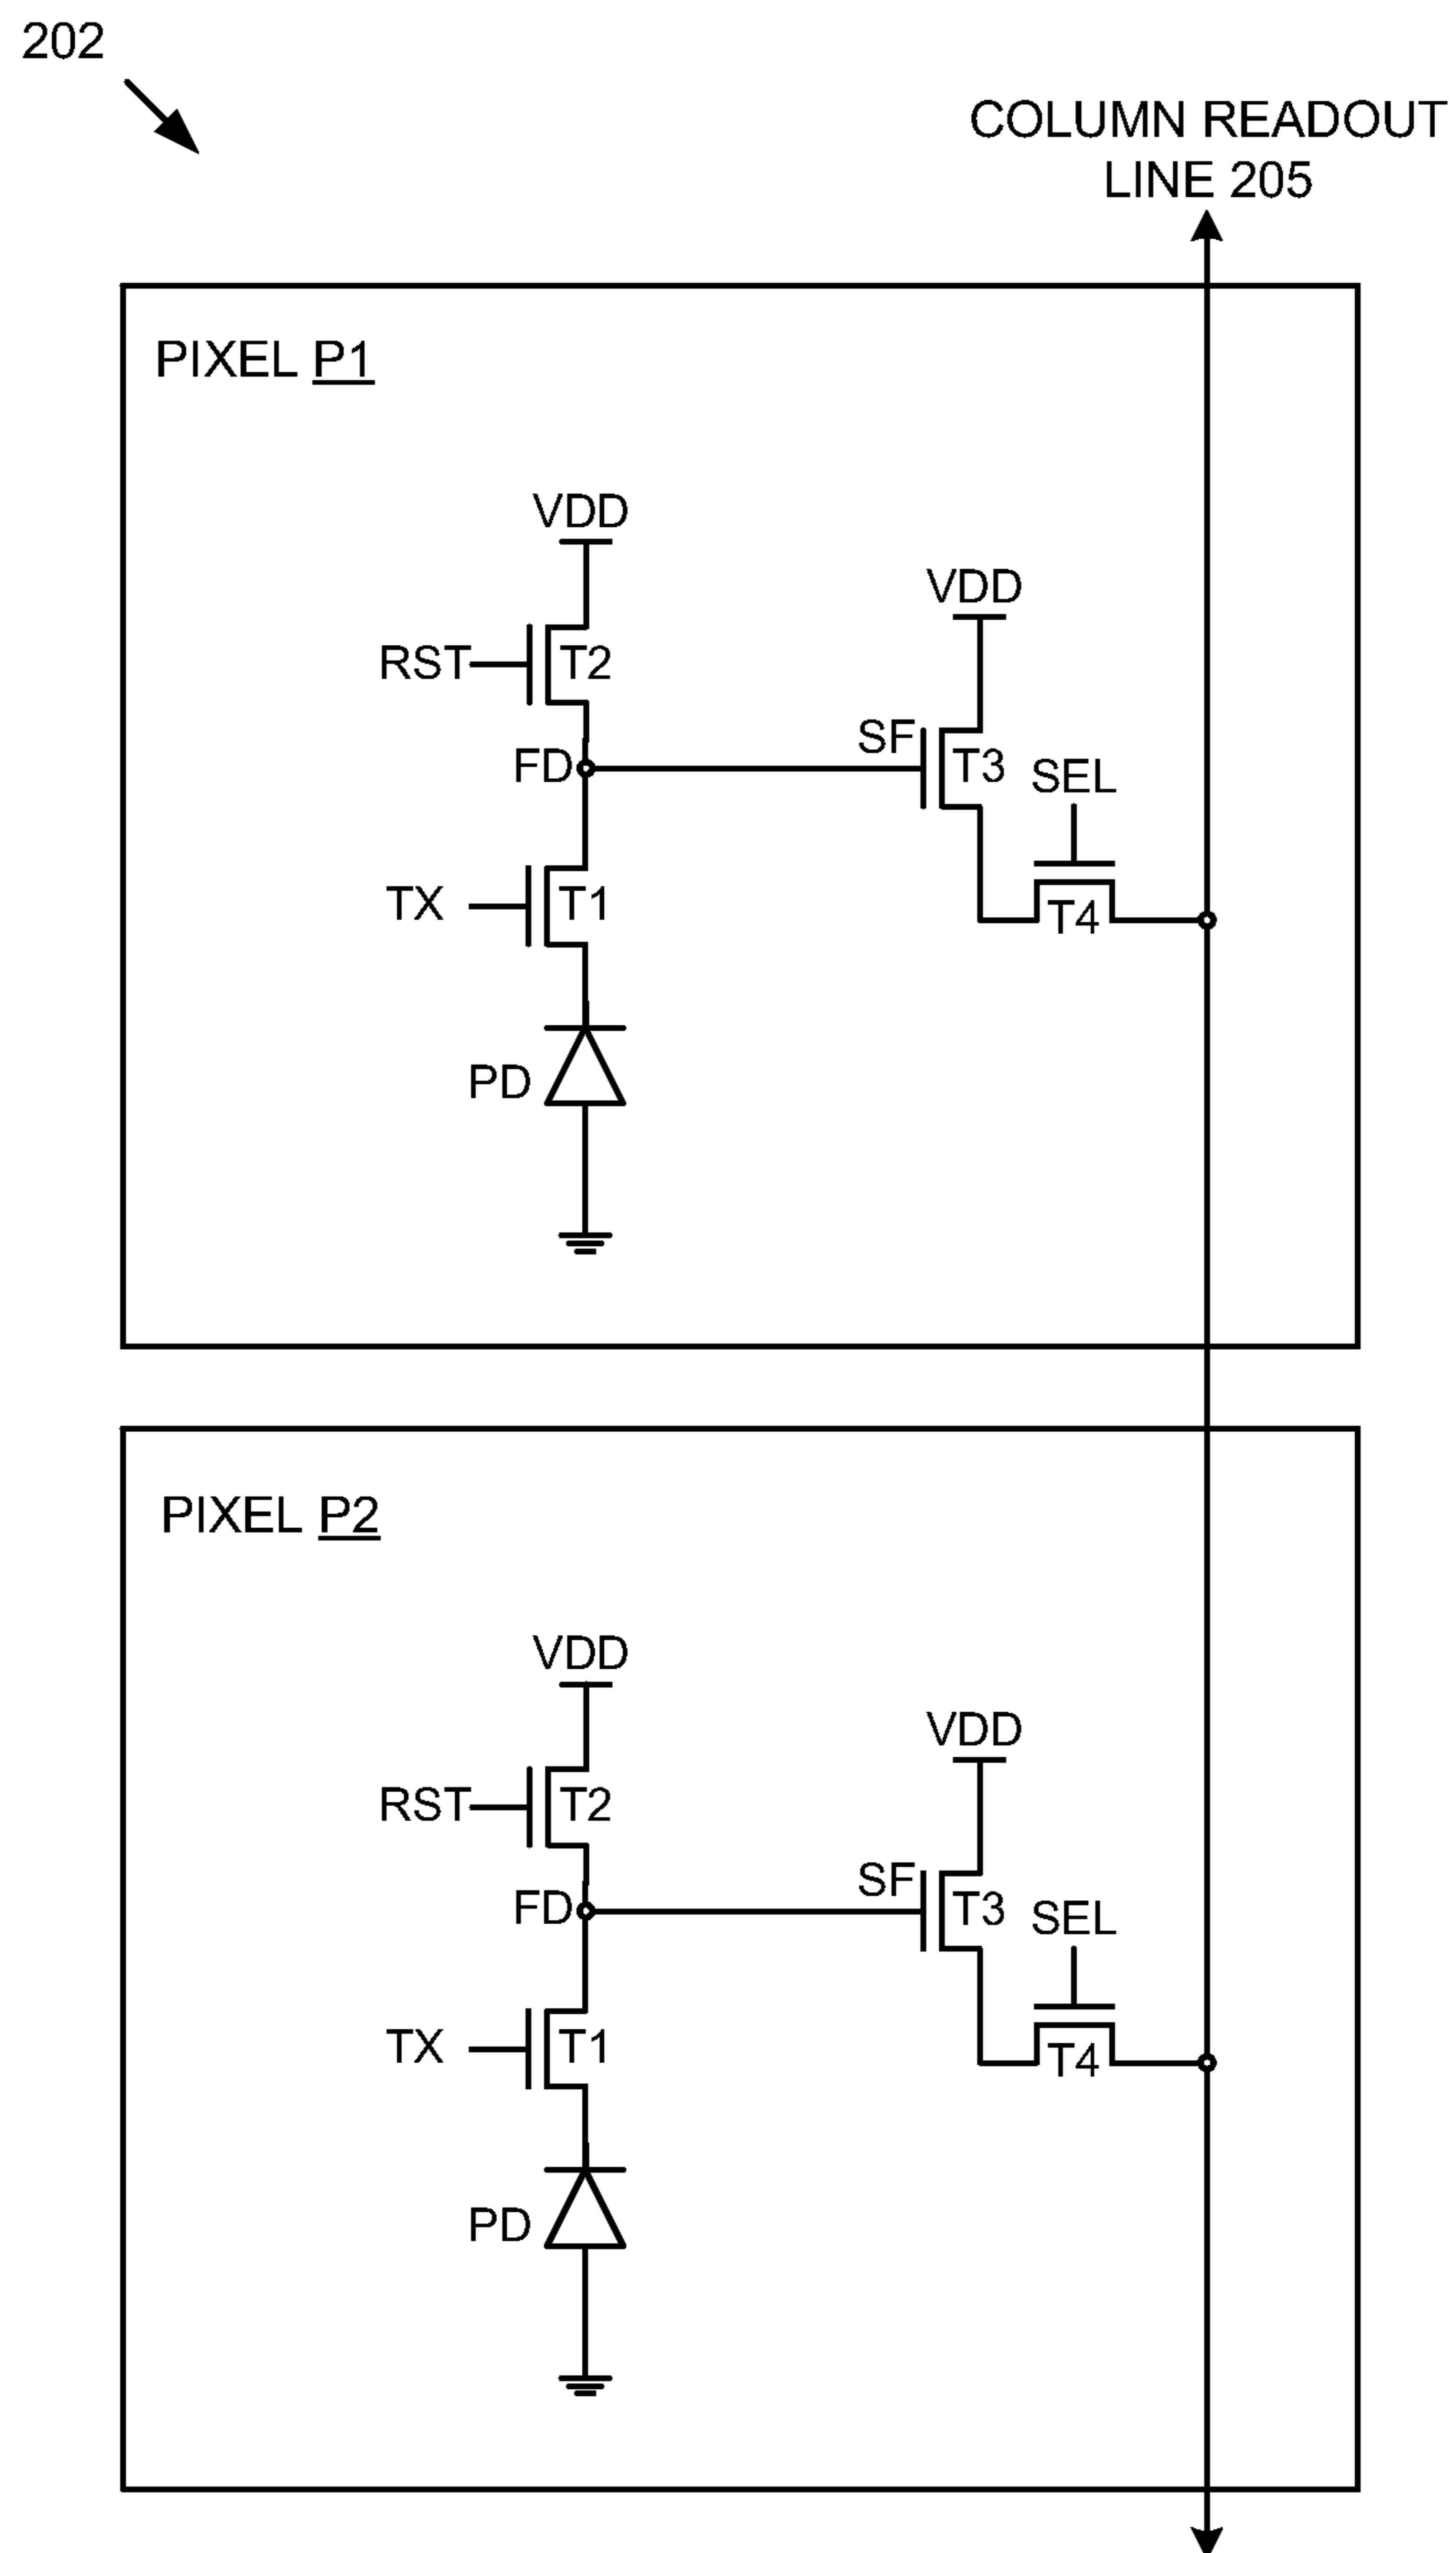 202
COLUMN READOUT
LINE 205
PIXEL P1
VDD
VDD
RST
T2
SF
FD
T3
SEL
TX
T1
T4
PD
PIXEL P2
VDD
VDD
RST
T2
SF
FD
T3
SEL
TX
T1
T4
PD